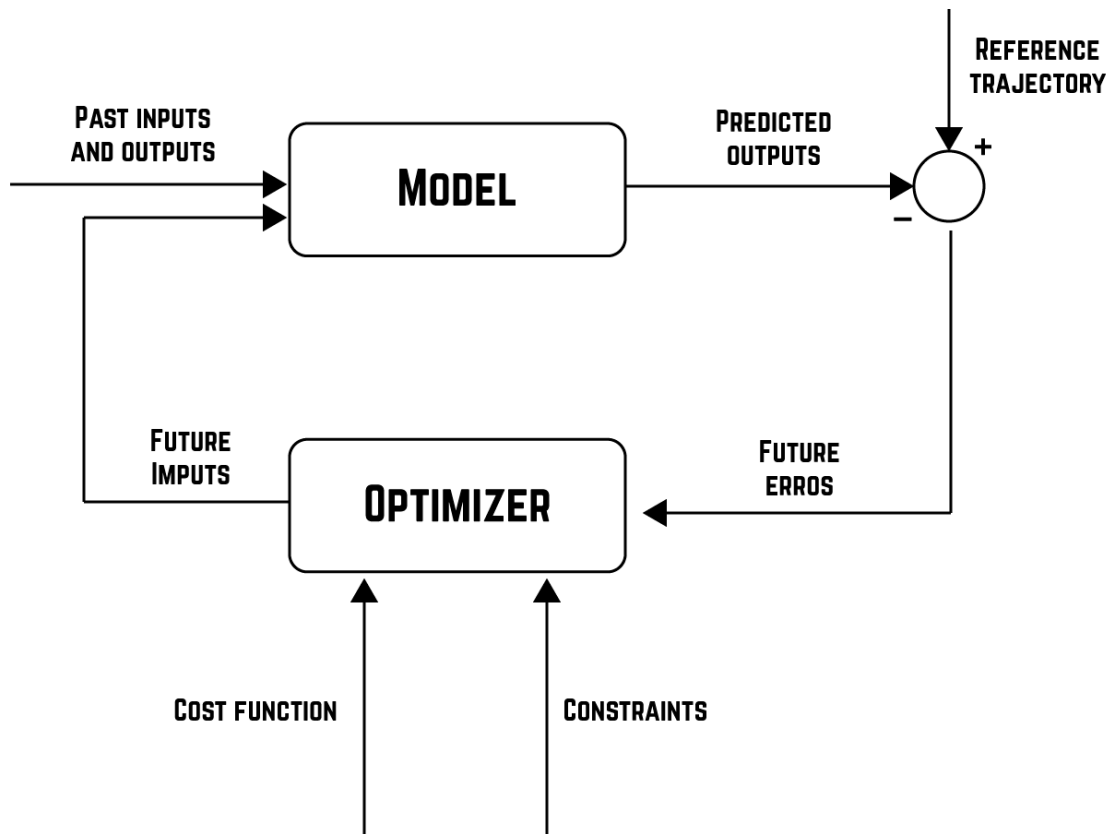 REFERENCE
TRAJECTORY
PAST INPUTS
AND OUTPUTS
MODEL
PREDICTED
OUTPUTS
+
−
FUTURE
IMPUTS
OPTIMIZER
FUTURE
ERROS
COST FUNCTION
CONSTRAINTS